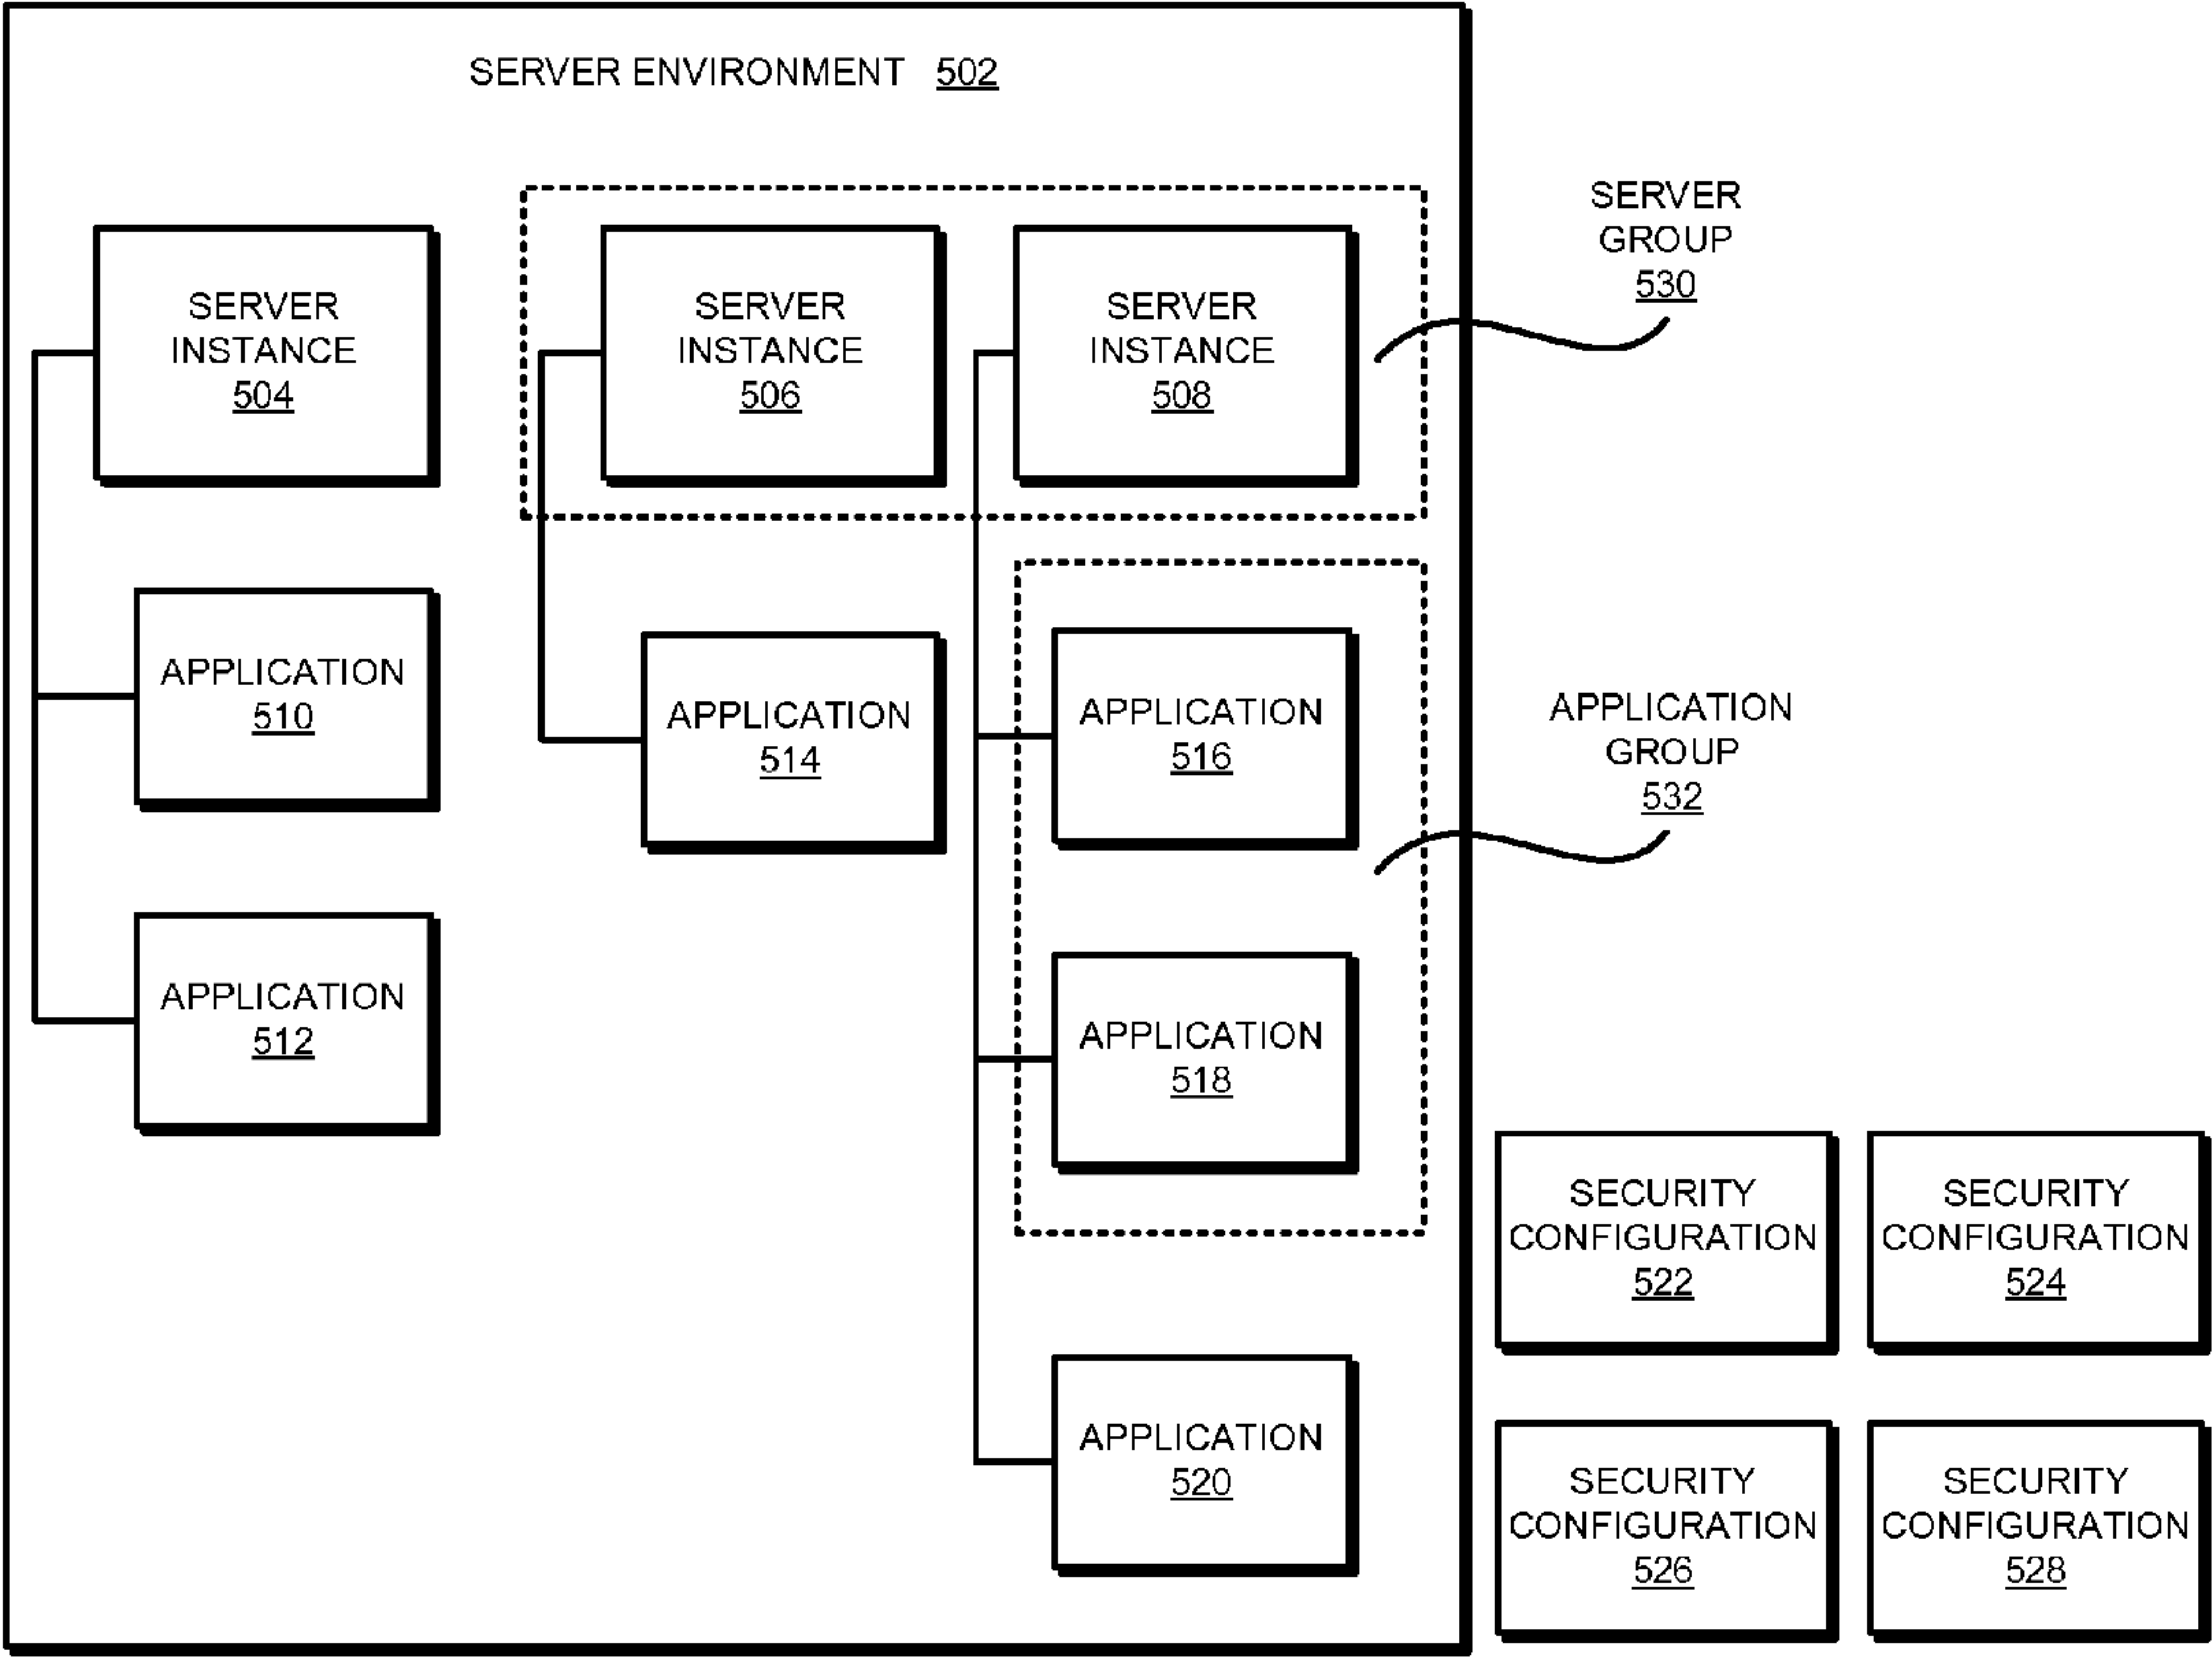 SERVER ENVIRONMENT 502
SERVER
INSTANCE
504
SERVER
INSTANCE
506
SERVER
INSTANCE
508
SERVER
GROUP
530
APPLICATION
510
APPLICATION
514
APPLICATION
516
APPLICATION
GROUP
532
APPLICATION
512
APPLICATION
518
APPLICATION
520
SECURITY
CONFIGURATION
522
SECURITY
CONFIGURATION
524
SECURITY
CONFIGURATION
526
SECURITY
CONFIGURATION
528